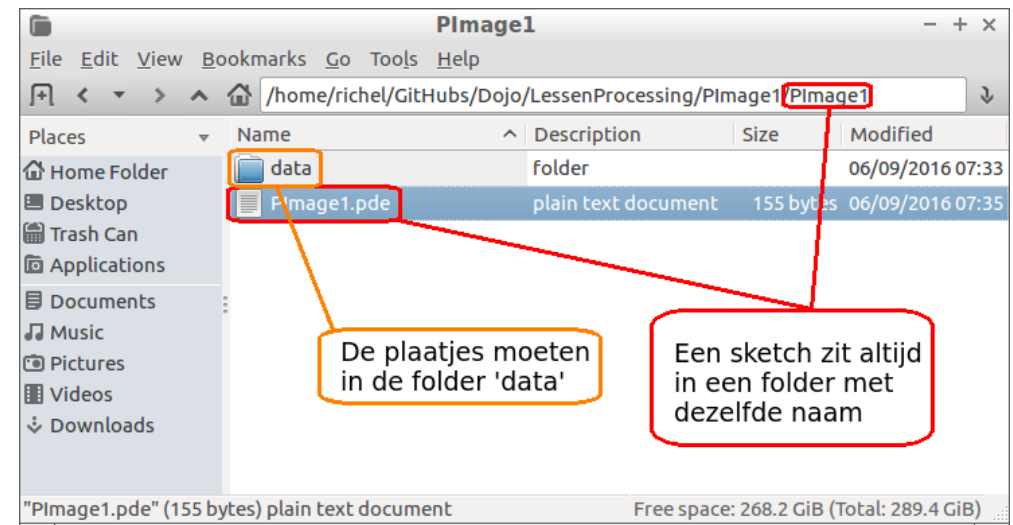 PImage1
File Edit View Bookmarks Go Tools Help
/home/richel/GitHubs/Dojo/LessenProcessing/PImage1/PImage1
Places
Name Description Size Modified
Home Folder
data folder 06/09/2016 07:33
Desktop
PImage1.pde plain text document 155 bytes 06/09/2016 07:35
Trash Can
Applications
Documents
Music
Pictures
Videos
Downloads
De plaatjes moeten
in de folder 'data'
Een sketch zit altijd
in een folder met
dezelfde naam
"PImage1.pde" (155 bytes) plain text document Free space: 268.2 GiB (Total: 289.4 GiB)